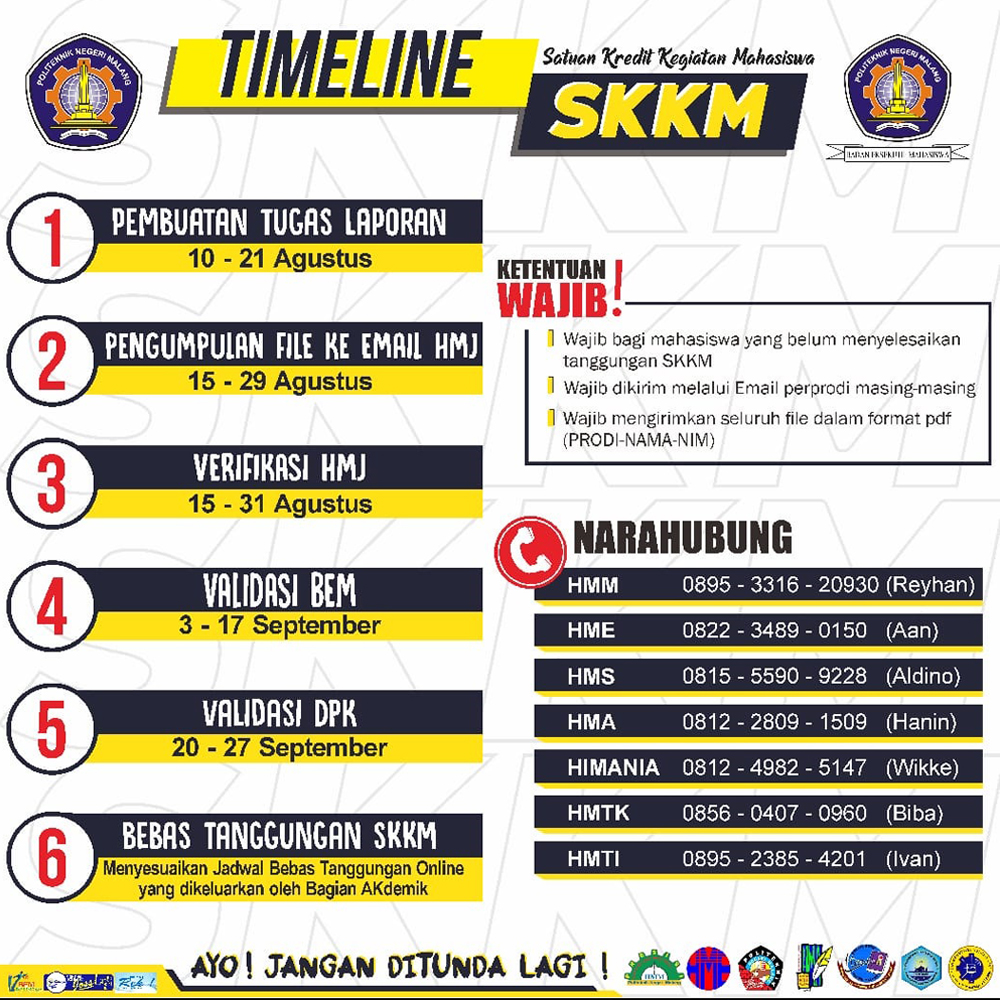 POLITEKNIK NEGERI MALANG
TIMELINE
Satuan Kredit Kegiatan Mahasiswa
SKKM
POLITEKNIK NEGERI MALANG
BADAN EKSEKUTIF MAHASISWA
1
PEMBUATAN TUGAS LAPORAN
10 - 21 Agustus
2
PENGUMPULAN FILE KE EMAIL HMJ
15 - 29 Agustus
3
VERIFIKASI HMJ
15 - 31 Agustus
4
VALIDASI BEM
3 - 17 September
5
VALIDASI DPK
20 - 27 September
6
BEBAS TANGGUNGAN SKKM
Menyesuaikan Jadwal Bebas Tanggungan Online
yang dikeluarkan oleh Bagian AKdemik
KETENTUAN
WAJIB!
Wajib bagi mahasiswa yang belum menyelesaikan
tanggungan SKKM
Wajib dikirim melalui Email perprodi masing-masing
Wajib mengirimkan seluruh file dalam format pdf
(PRODI-NAMA-NIM)
NARAHUBUNG
HMM 0895 - 3316 - 20930 (Reyhan)
HME 0822 - 3489 - 0150 (Aan)
HMS 0815 - 5590 - 9228 (Aldino)
HMA 0812 - 2809 - 1509 (Hanin)
HIMANIA 0812 - 4982 - 5147 (Wikke)
HMTK 0856 - 0407 - 0960 (Biba)
HMTI 0895 - 2385 - 4201 (Ivan)
AYO! JANGAN DITUNDA LAGI !